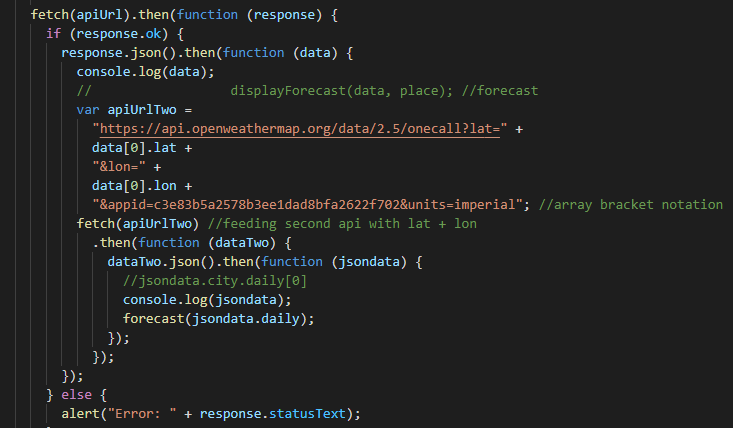 fetch(apiUrl).then(function (response) {
if (response.ok) {
response.json().then(function (data) {
console.log(data);
//                 displayForecast(data, place); //forecast
var apiUrlTwo =
"https://api.openweathermap.org/data/2.5/onecall?lat=" +
data[0].lat +
"&lon=" +
data[0].lon +
"&appid=c3e83b5a2578b3ee1dad8bfa2622f702&units=imperial"; //array bracket notation
fetch(apiUrlTwo) //feeding second api with lat + lon
.then(function (dataTwo) {
dataTwo.json().then(function (jsondata) {
//jsondata.city.daily[0]
console.log(jsondata);
forecast(jsondata.daily);
});
});
});
} else {
alert("Error: " + response.statusText);